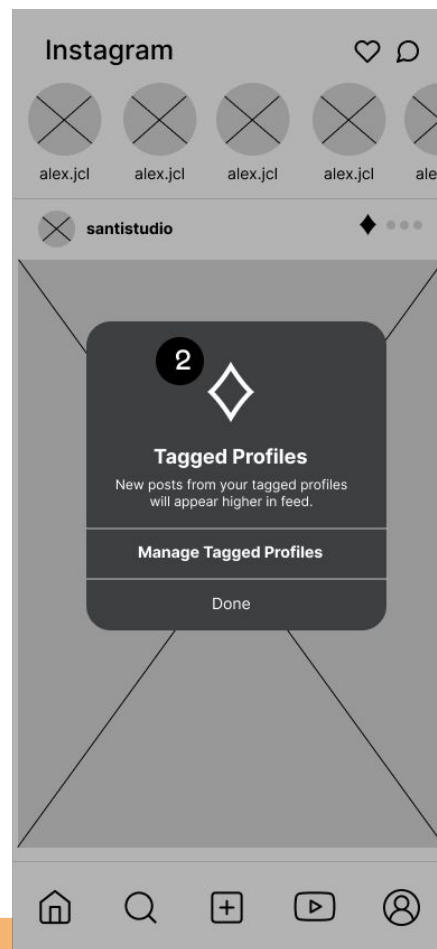 Instagram
alex.jcl alex.jcl alex.jcl alex.jcl ale
santistudio
2
Tagged Profiles
New posts from your tagged profiles
will appear higher in feed.
Manage Tagged Profiles
Done